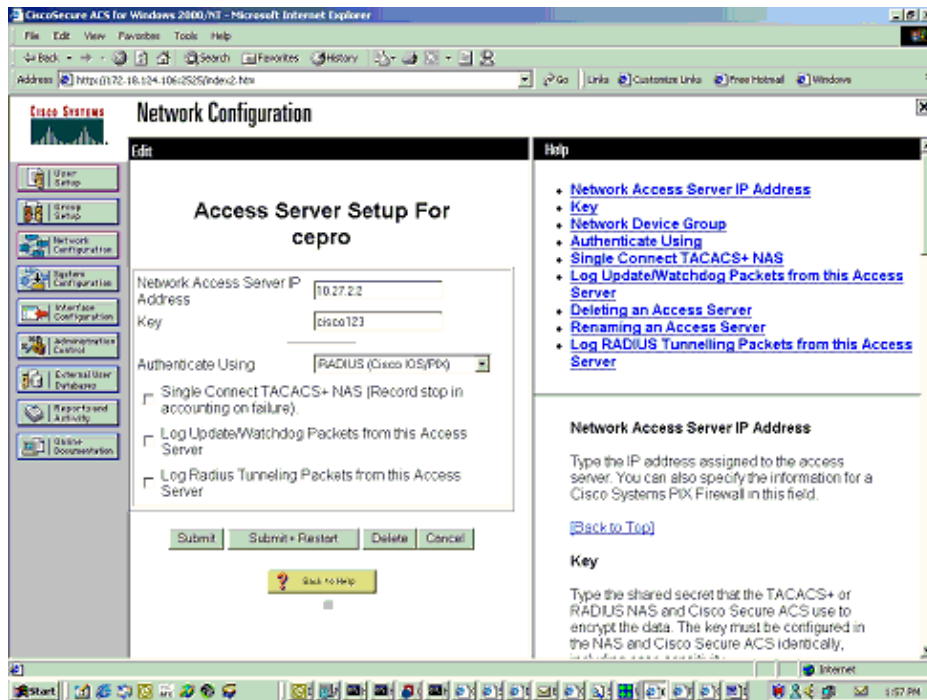 CiscoSecure ACS for Windows 2000/NT - Microsoft Internet Explorer
File Edit View Favorites Tools Help
Back Search Favorites History
Address http://172.18.124.106:2525/index2.htm Go Links Customize Links Free Hotmail Windows
CISCO SYSTEMS
Network Configuration
User Setup
Group Setup
Network Configuration
System Configuration
Interface Configuration
Administration Control
External User Databases
Reports and Activity
Online Documentation
Edit
Access Server Setup For
cepro
Network Access Server IP
Address
10.27.2.2
Key
cisco123
Authenticate Using
RADIUS (Cisco IOS/PIX)
Single Connect TACACS+ NAS (Record stop in
accounting on failure).
Log Update/Watchdog Packets from this Access
Server
Log Radius Tunneling Packets from this Access
Server
Submit Submit + Restart Delete Cancel
? Back to Help
Help
Network Access Server IP Address
Key
Network Device Group
Authenticate Using
Single Connect TACACS+ NAS
Log Update/Watchdog Packets from this Access
Server
Deleting an Access Server
Renaming an Access Server
Log RADIUS Tunnelling Packets from this Access
Server
Network Access Server IP Address
Type the IP address assigned to the access
server. You can also specify the information for a
Cisco Systems PIX Firewall in this field.
[Back to Top]
Key
Type the shared secret that the TACACS+ or
RADIUS NAS and Cisco Secure ACS use to
encrypt the data. The key must be configured in
the NAS and Cisco Secure ACS identically,
including case sensitivity.
Internet
Start 1:57 PM